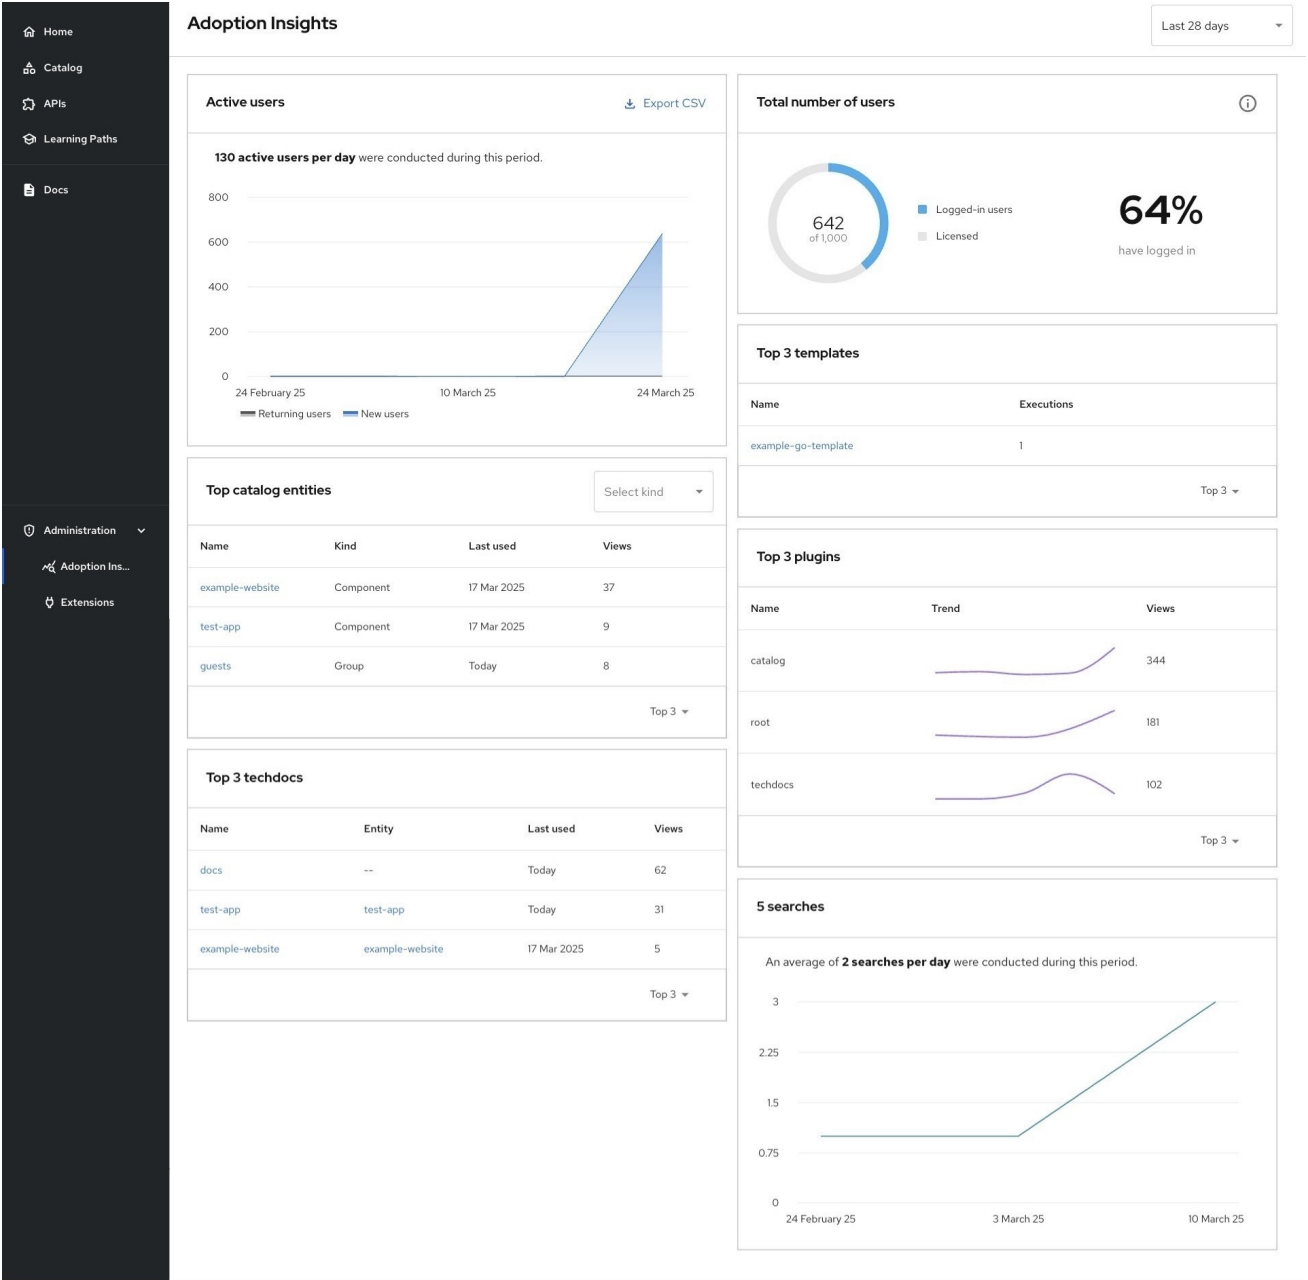 Home
Catalog
APIs
Learning Paths
Docs
Administration
Adoption Ins...
Extensions
Adoption Insights
Last 28 days
Active users
Export CSV
130 active users per day were conducted during this period.
800
600
400
200
0
24 February 25 10 March 25 24 March 25
Returning users New users
Total number of users
642
of 1,000
Logged-in users
Licensed
64%
have logged in
Top 3 templates
Name Executions
example-go-template 1
Top 3
Top catalog entities
Select kind
Name Kind Last used Views
example-website Component 17 Mar 2025 37
test-app Component 17 Mar 2025 9
guests Group Today 8
Top 3
Top 3 plugins
Name Trend Views
catalog 344
root 181
techdocs 102
Top 3
Top 3 techdocs
Name Entity Last used Views
docs -- Today 62
test-app test-app Today 31
example-website example-website 17 Mar 2025 5
Top 3
5 searches
An average of 2 searches per day were conducted during this period.
3
2.25
1.5
0.75
0
24 February 25 3 March 25 10 March 25